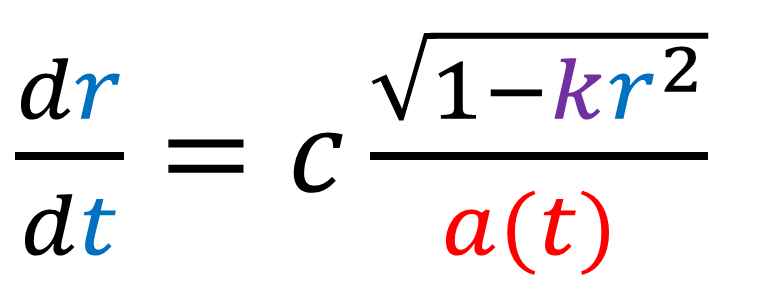 dr/dt = c √(1−kr²)/a(t)